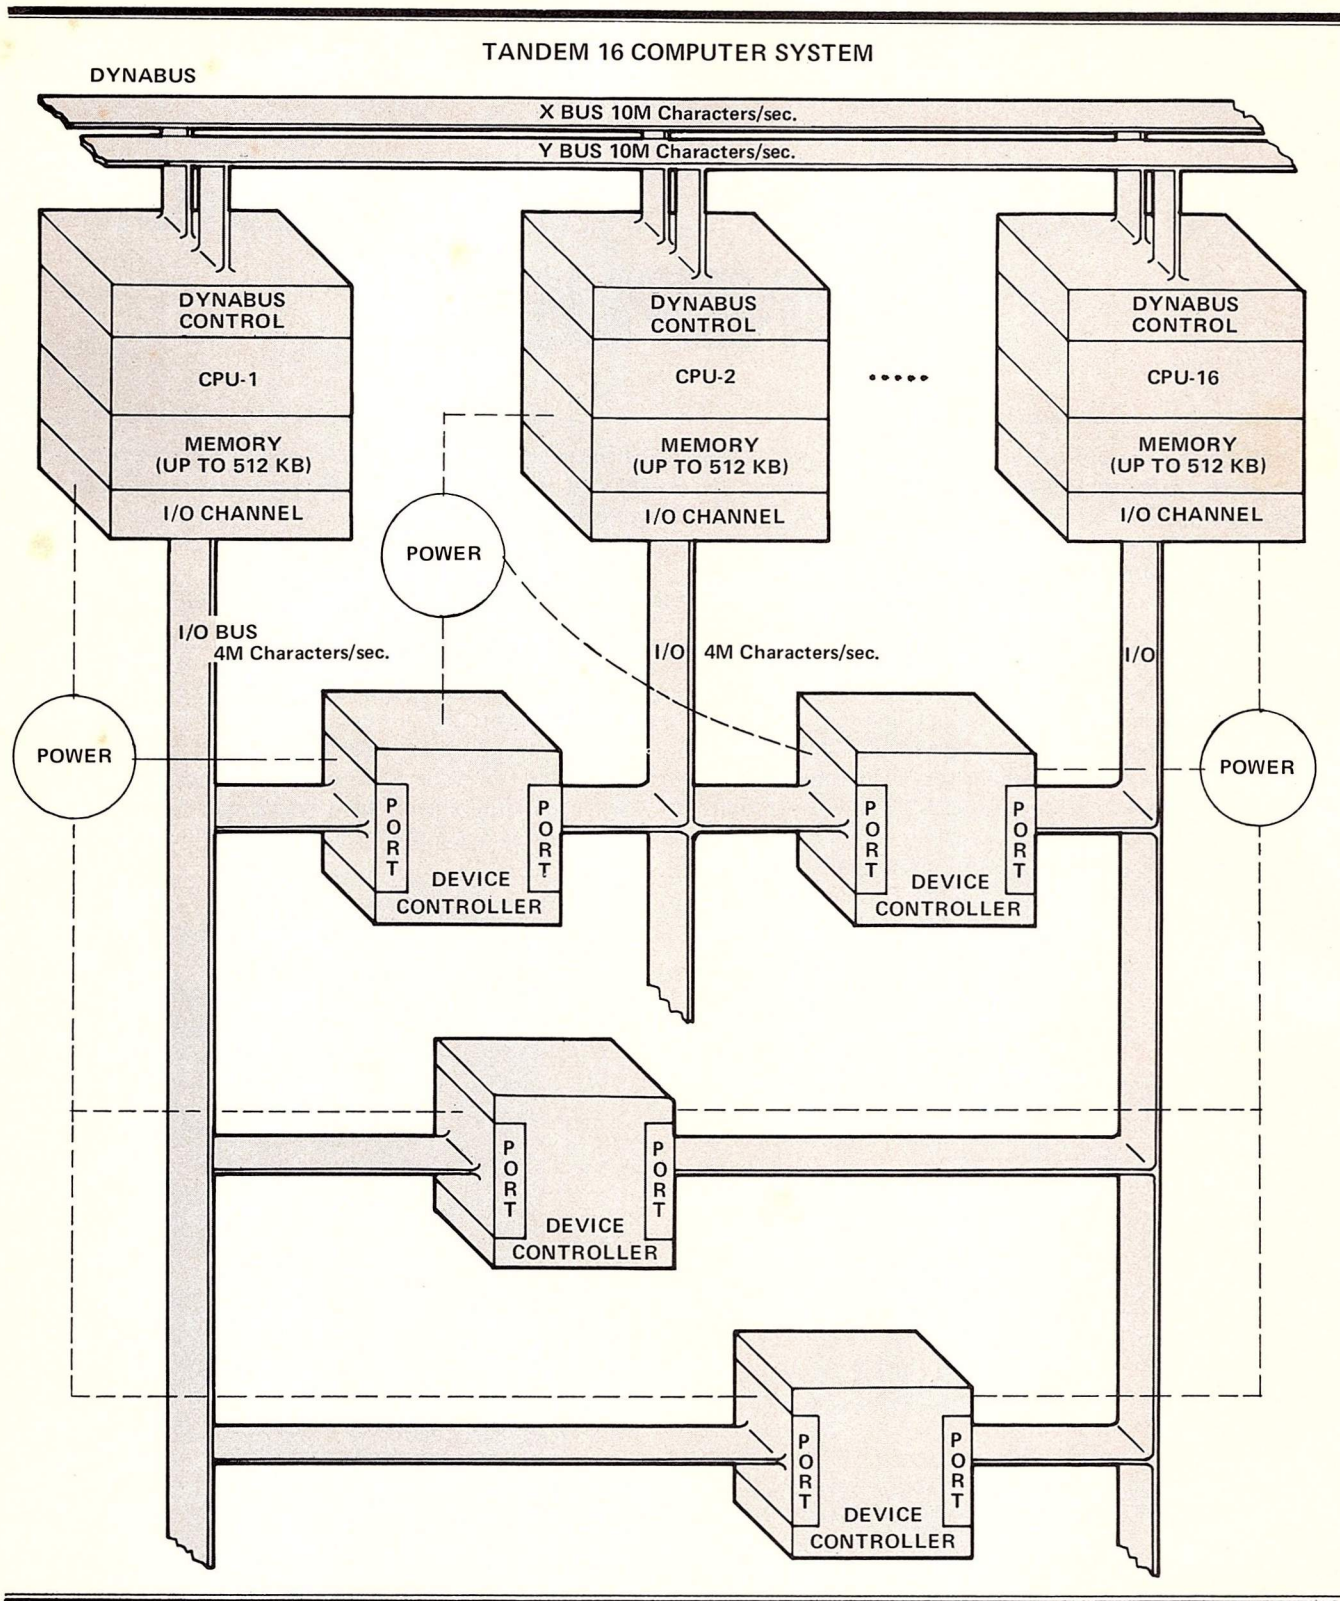 TANDEM 16 COMPUTER SYSTEM
DYNABUS
X BUS 10M Characters/sec.
Y BUS 10M Characters/sec.
DYNABUS
CONTROL
CPU-1
MEMORY
(UP TO 512 KB)
I/O CHANNEL
DYNABUS
CONTROL
CPU-2
MEMORY
(UP TO 512 KB)
I/O CHANNEL
.....
DYNABUS
CONTROL
CPU-16
MEMORY
(UP TO 512 KB)
I/O CHANNEL
POWER
I/O BUS
4M Characters/sec.
I/O
4M Characters/sec.
I/O
POWER
PORT
PORT
DEVICE
CONTROLLER
PORT
PORT
DEVICE
CONTROLLER
POWER
PORT
PORT
DEVICE
CONTROLLER
PORT
PORT
DEVICE
CONTROLLER